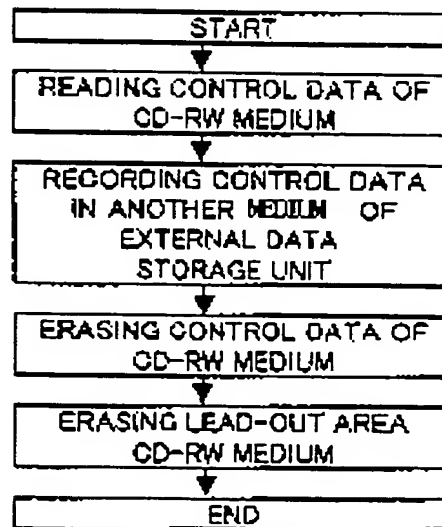 START
READING CONTROL DATA OF
CD-RW MEDIUM
RECORDING CONTROL DATA
IN ANOTHER MEDIUM OF
EXTERNAL DATA
STORAGE UNIT
ERASING CONTROL DATA OF
CD-RW MEDIUM
ERASING LEAD-OUT AREA
CD-RW MEDIUM
END